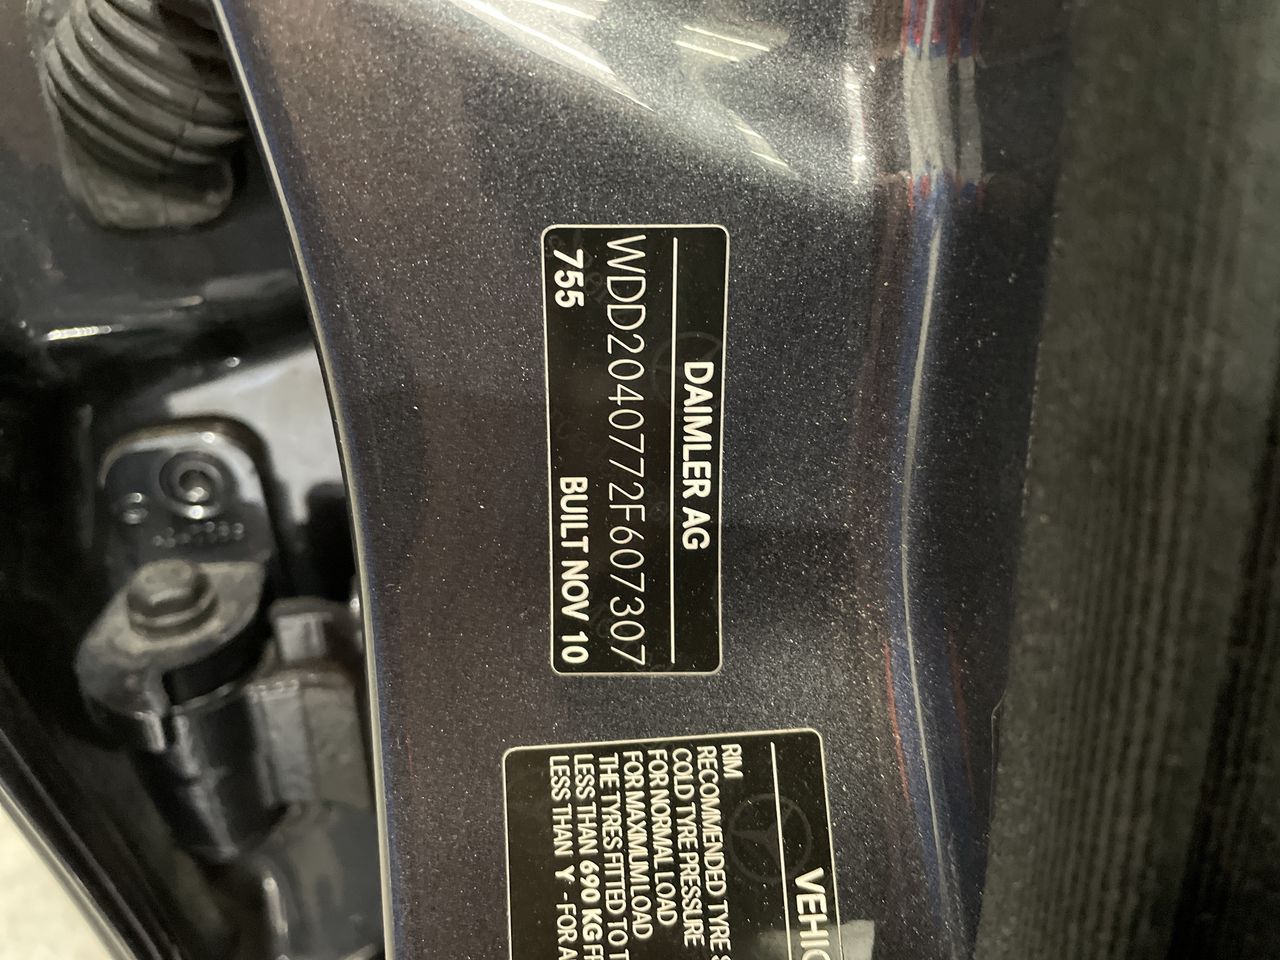 DAIMLER AG
WDD2040772F607307
755 BUILT NOV 10
VEHIC
RIM
RECOMMENDED TYRE S
COLD TYRE PRESSURE
FOR NORMAL LOAD
FOR MAXIMUM LOAD
THE TYRES FITTED TO T
LESS THAN 690 KG FR
LESS THAN Y - FOR A